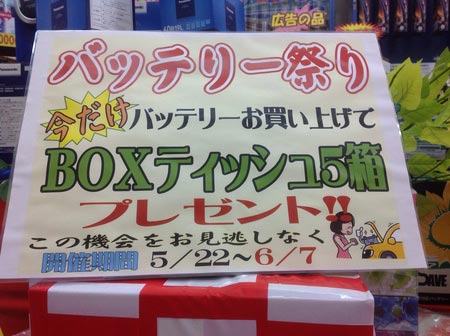 広告の品
バッテリー祭り
今だけ
バッテリーお買い上げで
BOXティッシュ5箱
プレゼント!!
この機会をお見逃しなく
開催期間 5/22～6/7